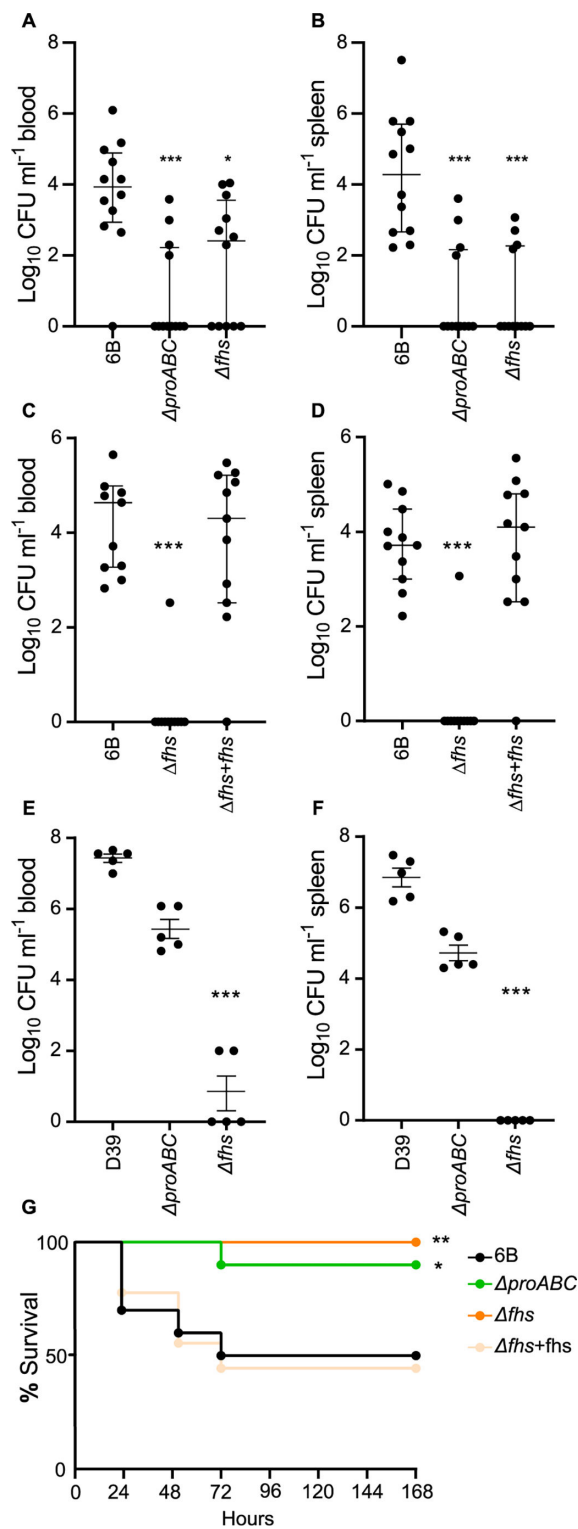 A
Log10 CFU ml−1 blood
8
6
4
2
0
***
*
6B
ΔproABC
Δfhs
B
Log10 CFU ml−1 spleen
8
6
4
2
0
***
***
6B
ΔproABC
Δfhs
C
Log10 CFU ml−1 blood
6
4
2
0
***
6B
Δfhs
Δfhs+fhs
D
Log10 CFU ml−1 spleen
6
4
2
0
***
6B
Δfhs
Δfhs+fhs
E
Log10 CFU ml−1 blood
8
6
4
2
0
***
D39
ΔproABC
Δfhs
F
Log10 CFU ml−1 spleen
8
6
4
2
0
***
D39
ΔproABC
Δfhs
G
% Survival
100
50
0
**
*
6B
ΔproABC
Δfhs
Δfhs+fhs
0 24 48 72 96 120 144 168
Hours